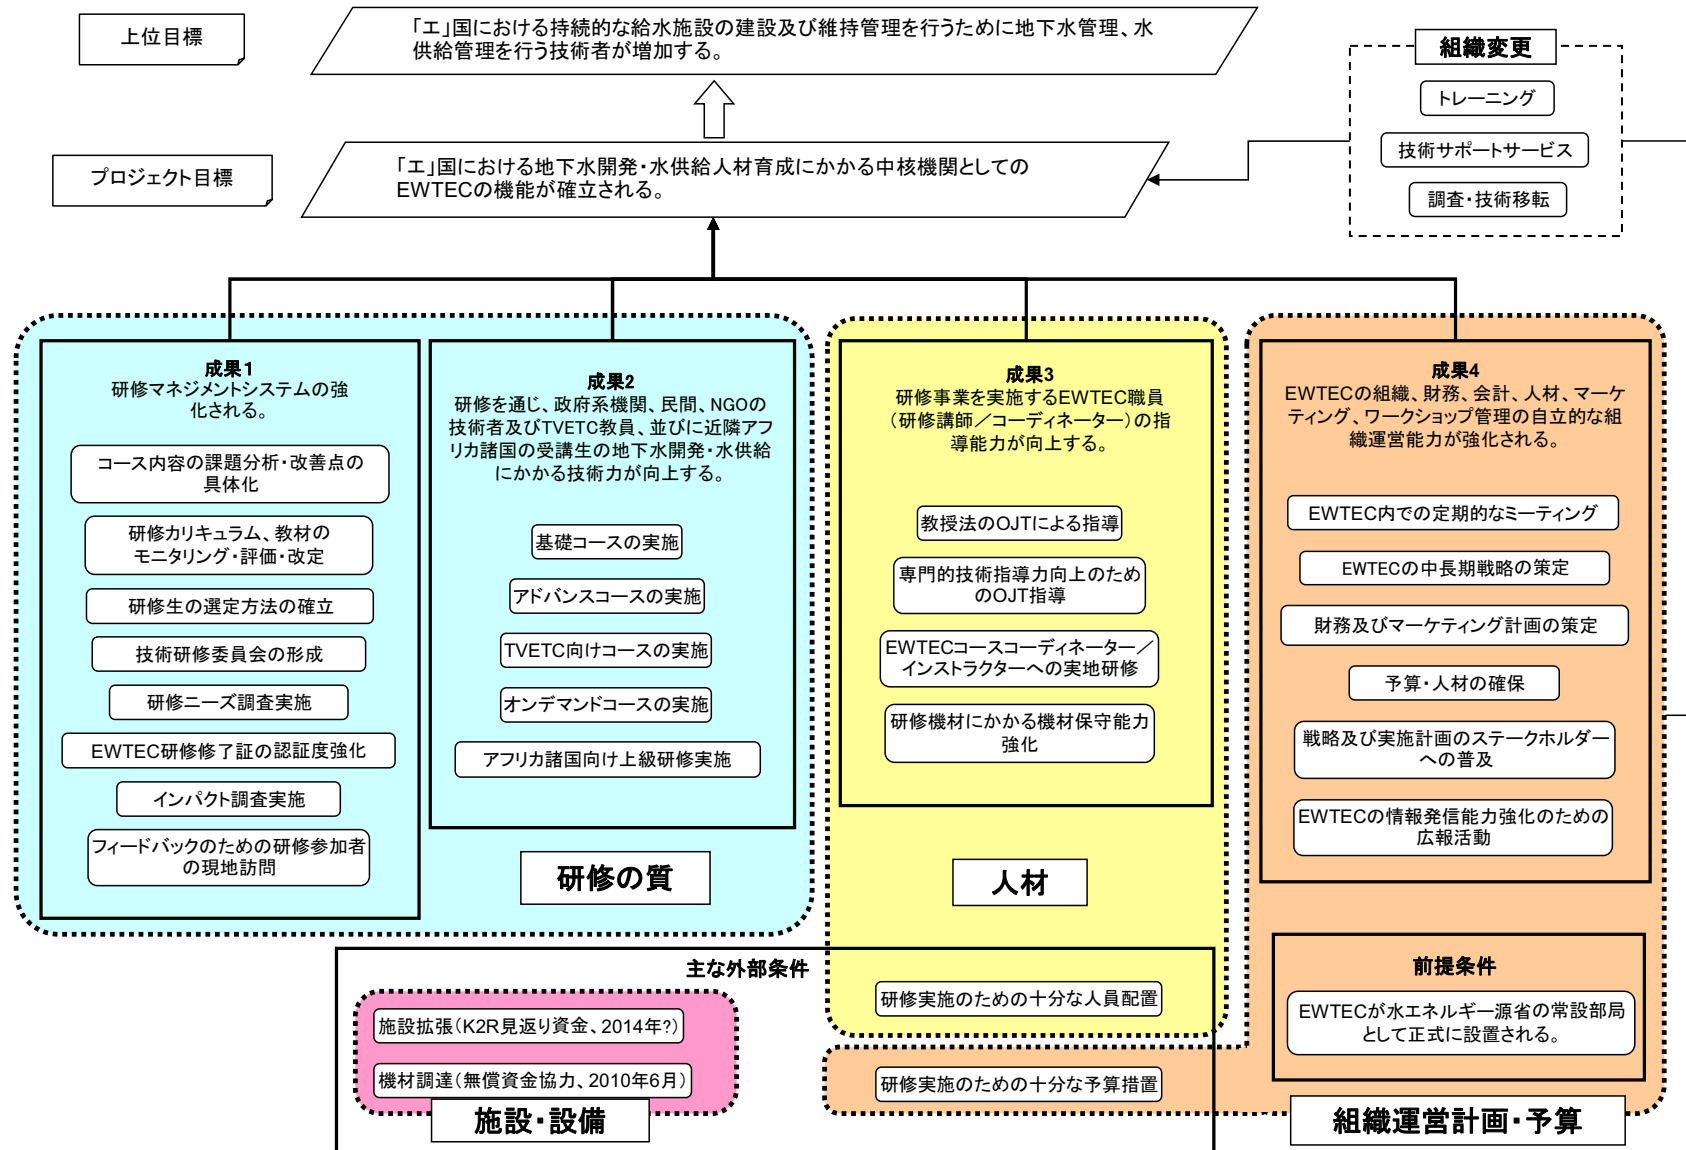 上位目標
「エ」国における持続的な給水施設の建設及び維持管理を行うために地下水管理、水
供給管理を行う技術者が増加する。
組織変更
トレーニング
技術サポートサービス
調査・技術移転
プロジェクト目標
「エ」国における地下水開発・水供給人材育成にかかる中核機関としての
EWTECの機能が確立される。
成果1
研修マネジメントシステムの強
化される。
コース内容の課題分析・改善点の
具体化
研修カリキュラム、教材の
モニタリング・評価・改定
研修生の選定方法の確立
技術研修委員会の形成
研修ニーズ調査実施
EWTEC研修修了証の認証度強化
インパクト調査実施
フィードバックのための研修参加者
の現地訪問
成果2
研修を通じ、政府系機関、民間、NGOの
技術者及びTVETC教員、並びに近隣アフ
リカ諸国の受講生の地下水開発・水供給
にかかる技術力が向上する。
基礎コースの実施
アドバンスコースの実施
TVETC向けコースの実施
オンデマンドコースの実施
アフリカ諸国向け上級研修実施
研修の質
成果3
研修事業を実施するEWTEC職員
（研修講師／コーディネーター）の指
導能力が向上する。
教授法のOJTによる指導
専門的技術指導力向上のため
のOJT指導
EWTECコースコーディネーター／
インストラクターへの実地研修
研修機材にかかる機材保守能力
強化
人材
成果4
EWTECの組織、財務、会計、人材、マーケ
ティング、ワークショップ管理の自立的な組
織運営能力が強化される。
EWTEC内での定期的なミーティング
EWTECの中長期戦略の策定
財務及びマーケティング計画の策定
予算・人材の確保
戦略及び実施計画のステークホルダー
への普及
EWTECの情報発信能力強化のための
広報活動
主な外部条件
施設拡張（K2R見返り資金、2014年?）
機材調達（無償資金協力、2010年6月）
施設・設備
研修実施のための十分な人員配置
研修実施のための十分な予算措置
前提条件
EWTECが水エネルギー源省の常設部局
として正式に設置される。
組織運営計画・予算